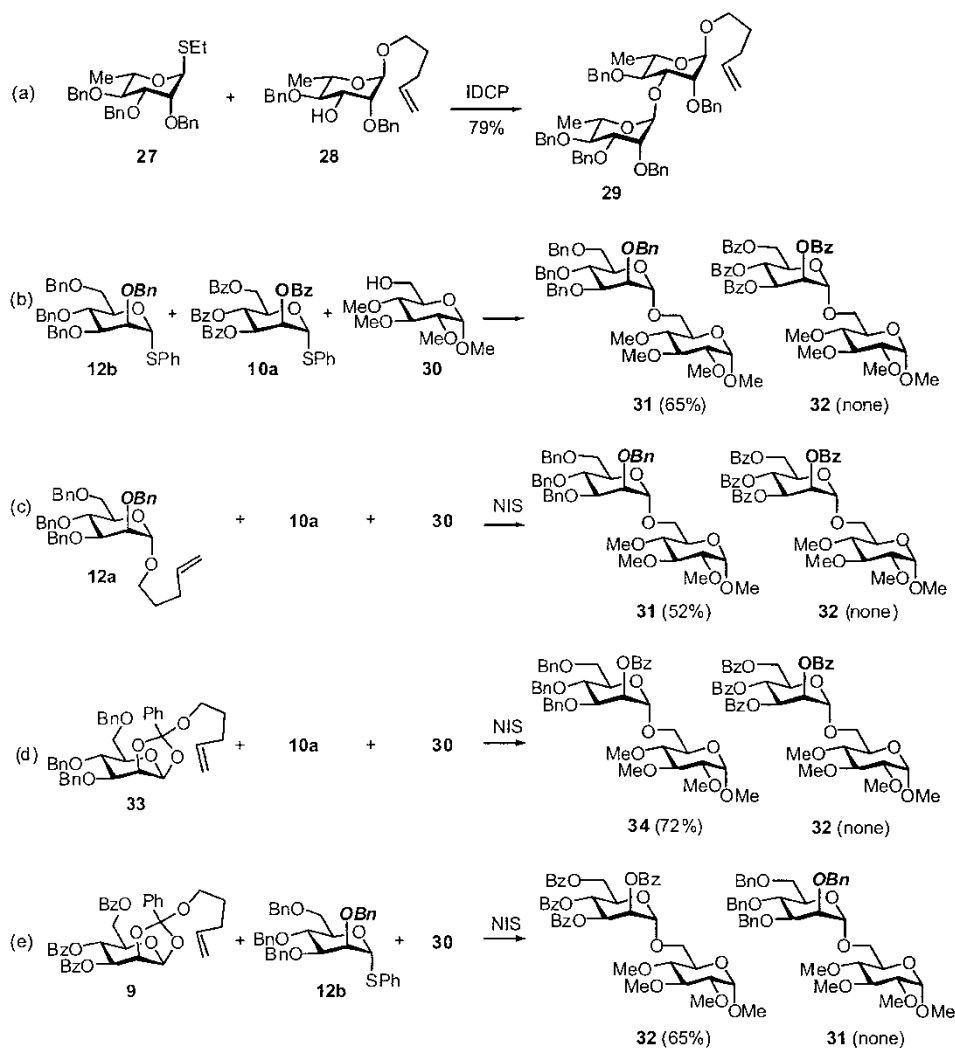 (a)
SEt
Me
O
BnO
BnO
OBn
27
+
O
Me
O
BnO
HO
OBn
28
IDCP
79%
O
Me
O
BnO
O
OBn
Me
O
BnO
BnO
OBn
29
(b)
BnO
OBn
BnO
BnO
O
SPh
12b
+
BzO
OBz
BzO
BzO
O
SPh
10a
+
HO
MeO
O
MeO
MeO
OMe
30
BnO
OBn
BnO
BnO
O
O
MeO
O
MeO
MeO
OMe
31 (65%)
BzO
OBz
BzO
BzO
O
O
MeO
O
MeO
MeO
OMe
32 (none)
(c)
BnO
OBn
BnO
BnO
O
O
12a
+
10a
+
30
NIS
BnO
OBn
BnO
BnO
O
O
MeO
O
MeO
MeO
OMe
31 (52%)
BzO
OBz
BzO
BzO
O
O
MeO
O
MeO
MeO
OMe
32 (none)
(d)
BnO
Ph
O
O
O
O
BnO
BnO
33
+
10a
+
30
NIS
BnO
OBz
BnO
BnO
O
O
MeO
O
MeO
MeO
OMe
34 (72%)
BzO
OBz
BzO
BzO
O
O
MeO
O
MeO
MeO
OMe
32 (none)
(e)
BzO
Ph
O
O
O
O
BzO
BzO
9
+
BnO
OBn
BnO
BnO
O
SPh
12b
+
30
NIS
BzO
OBz
BzO
BzO
O
O
MeO
O
MeO
MeO
OMe
32 (65%)
BnO
OBn
BnO
BnO
O
O
MeO
O
MeO
MeO
OMe
31 (none)